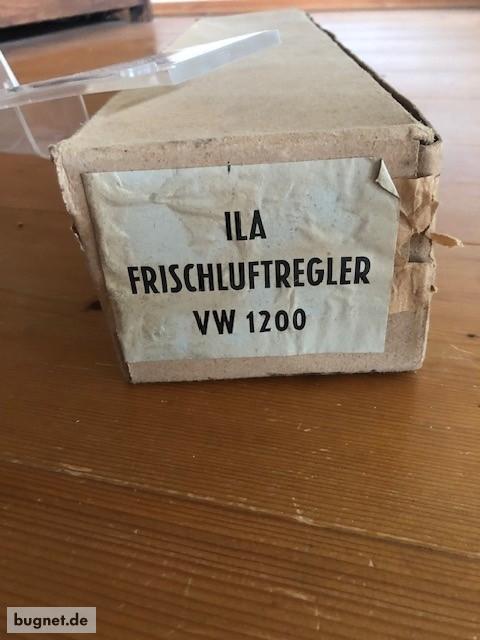 ILA
FRISCHLUFTREGLER
VW 1200
bugnet.de